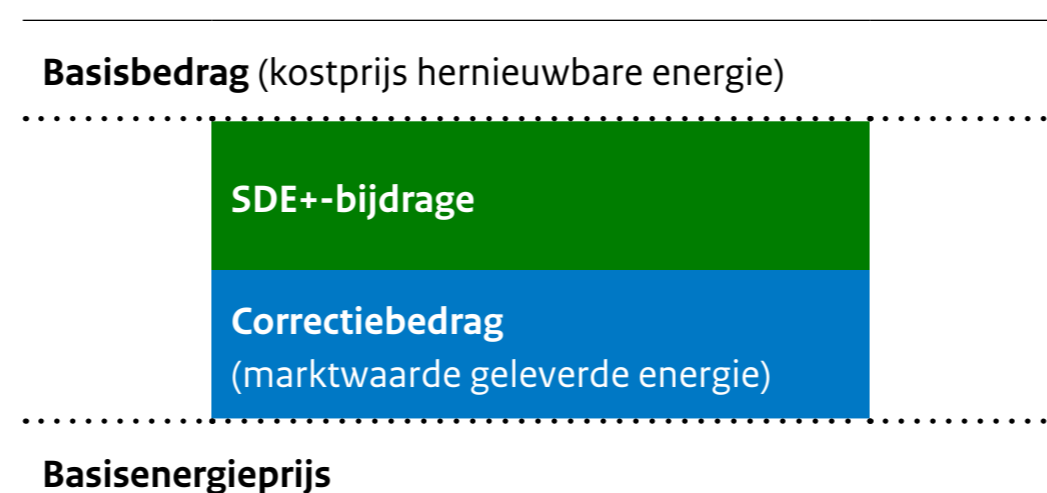 Basisbedrag (kostprijs hernieuwbare energie)
SDE+-bijdrage
Correctiebedrag
(marktwaarde geleverde energie)
Basisenergieprijs